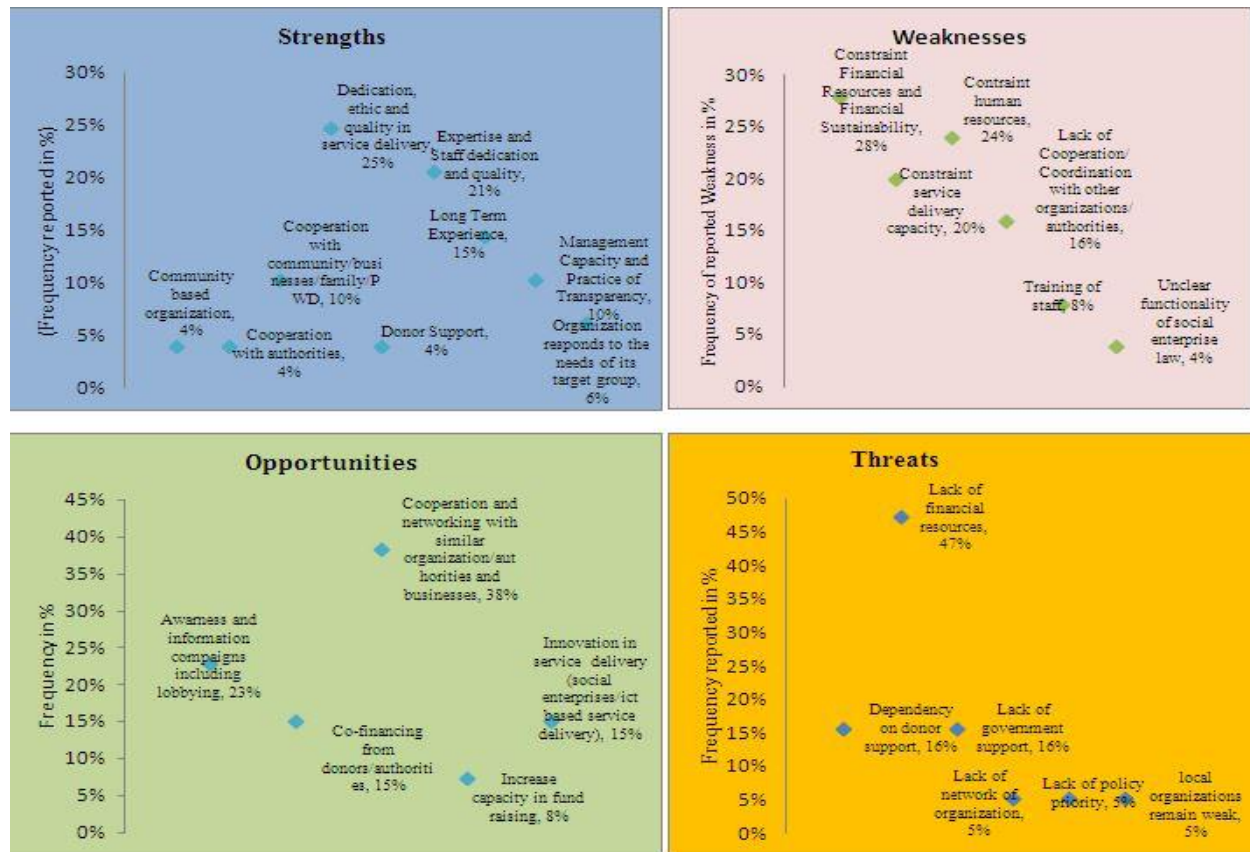 Strengths
(Frequency reported in %)
30%
25%
20%
15%
10%
5%
0%
Dedication,
ethic and
quality in
service delivery,
25%
Expertise and
Staff dedication
and quality,
21%
Long Term
Experience,
15%
Cooperation
with
community/busi
nesses/family/P
WD, 10%
Management
Capacity and
Practice of
Transparency,
10%
Community
based
organization,
4%
Cooperation
with authorities,
4%
Donor Support,
4%
Organization
responds to the
needs of its
target group,
6%
Weaknesses
Frequency of reported Weakness in %
30%
25%
20%
15%
10%
5%
0%
Constraint
Financial
Resources and
Financial
Sustainability,
28%
Contraint
human
resources,
24%
Constraint
service
delivery
capacity, 20%
Lack of
Cooperation/
Coordination
with other
organizations/
authorities,
16%
Training of
staff, 8%
Unclear
functionality
of social
enterprise
law, 4%
Opportunities
Frequency in %
45%
40%
35%
30%
25%
20%
15%
10%
5%
0%
Cooperation and
networking with
similar
organization/aut
horities and
businesses, 38%
Awarness and
information
compaigns
including
lobbying, 23%
Innovation in
service delivery
(social
enterprises/ict
based service
delivery), 15%
Co-financing
from
donors/authoriti
es, 15%
Increase
capacity in fund
raising, 8%
Threats
Frequency reported in %
50%
45%
40%
35%
30%
25%
20%
15%
10%
5%
0%
Lack of
financial
resources,
47%
Dependency
on donor
support, 16%
Lack of
government
support, 16%
Lack of
network of
organization,
5%
Lack of policy
priority, 5%
local
organizations
remain weak,
5%